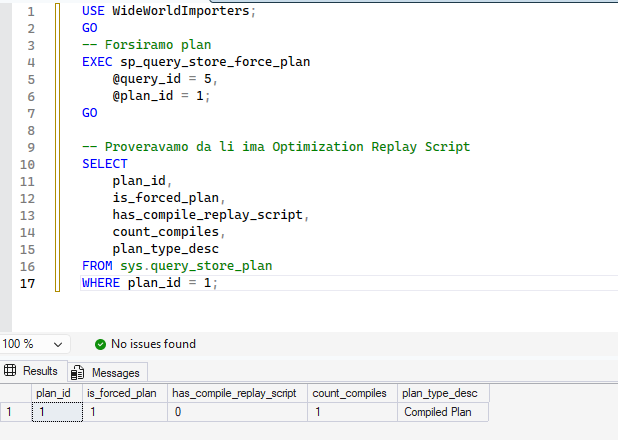 1 USE WideWorldImporters;
2 GO
3 -- Forsiramo plan
4 EXEC sp_query_store_force_plan
5 @query_id = 5,
6 @plan_id = 1;
7 GO
8
9 -- Proveravamo da li ima Optimization Replay Script
10 SELECT
11 plan_id,
12 is_forced_plan,
13 has_compile_replay_script,
14 count_compiles,
15 plan_type_desc
16 FROM sys.query_store_plan
17 WHERE plan_id = 1;
100 % No issues found
Results Messages
plan_id is_forced_plan has_compile_replay_script count_compiles plan_type_desc
1 1 1 0 1 Compiled Plan